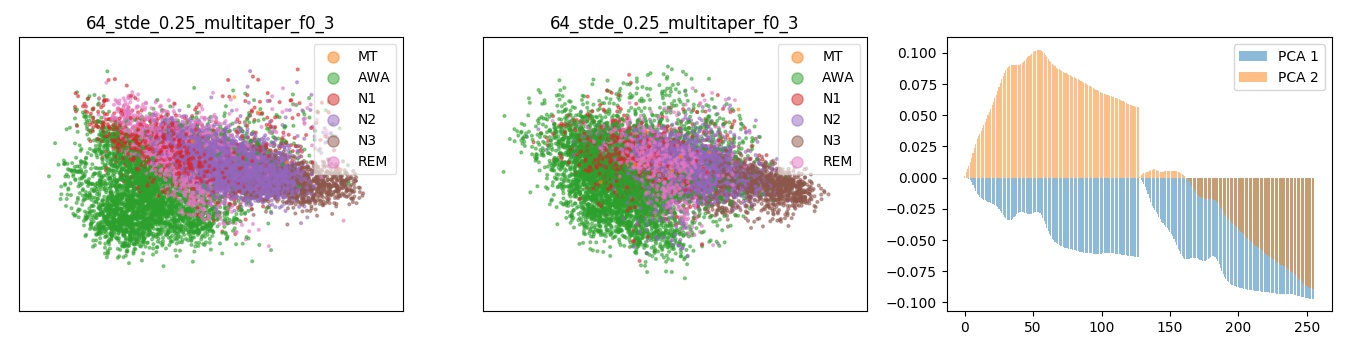 64_stde_0.25_multitaper_f0_3
MT
AWA
N1
N2
N3
REM
64_stde_0.25_multitaper_f0_3
MT
AWA
N1
N2
N3
REM
PCA 1
PCA 2
0.100
0.075
0.050
0.025
0.000
−0.025
−0.050
−0.075
−0.100
0 50 100 150 200 250